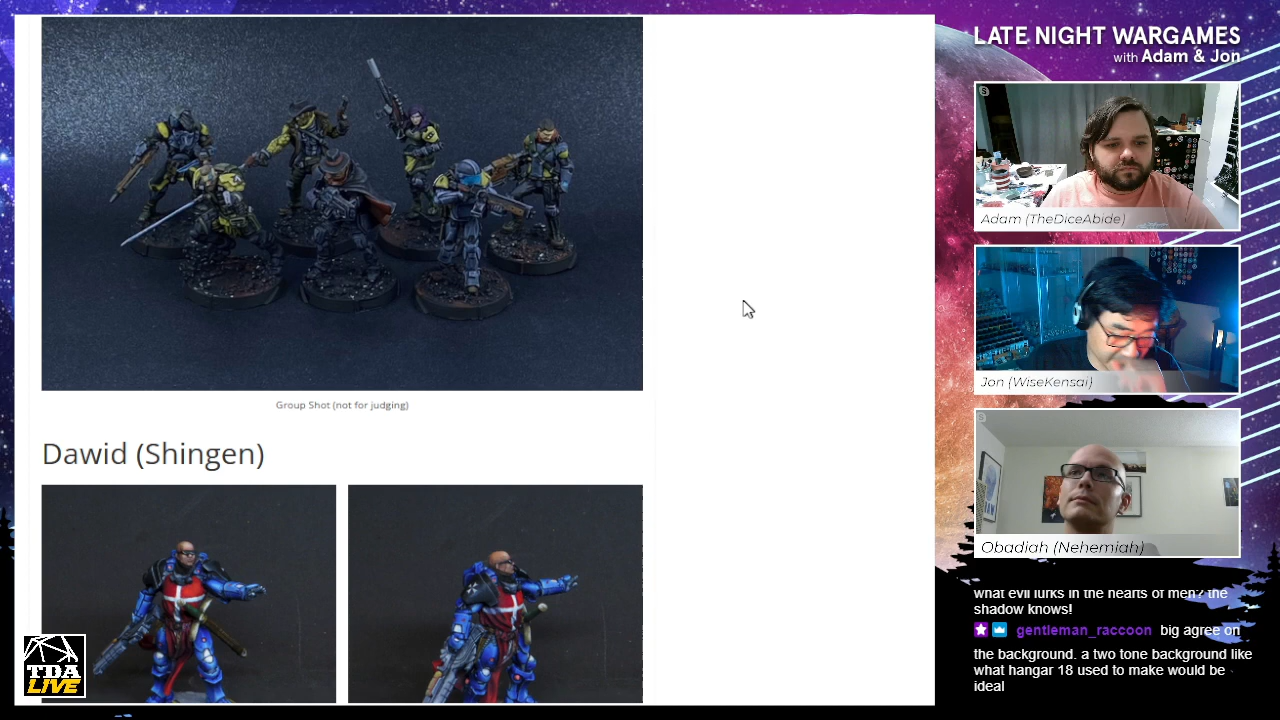 LATE NIGHT WARGAMES
with Adam & Jon
Adam (TheDiceAbide)
Jon (WiseKensai)
Obadiah (Nehemiah)
Group Shot (not for judging)
Dawid (Shingen)
what evil lurks in the hearts of men? the
shadow knows!
gentleman_raccoon big agree on
the background. a two tone background like
what hangar 18 used to make would be
ideal
TDA
LIVE